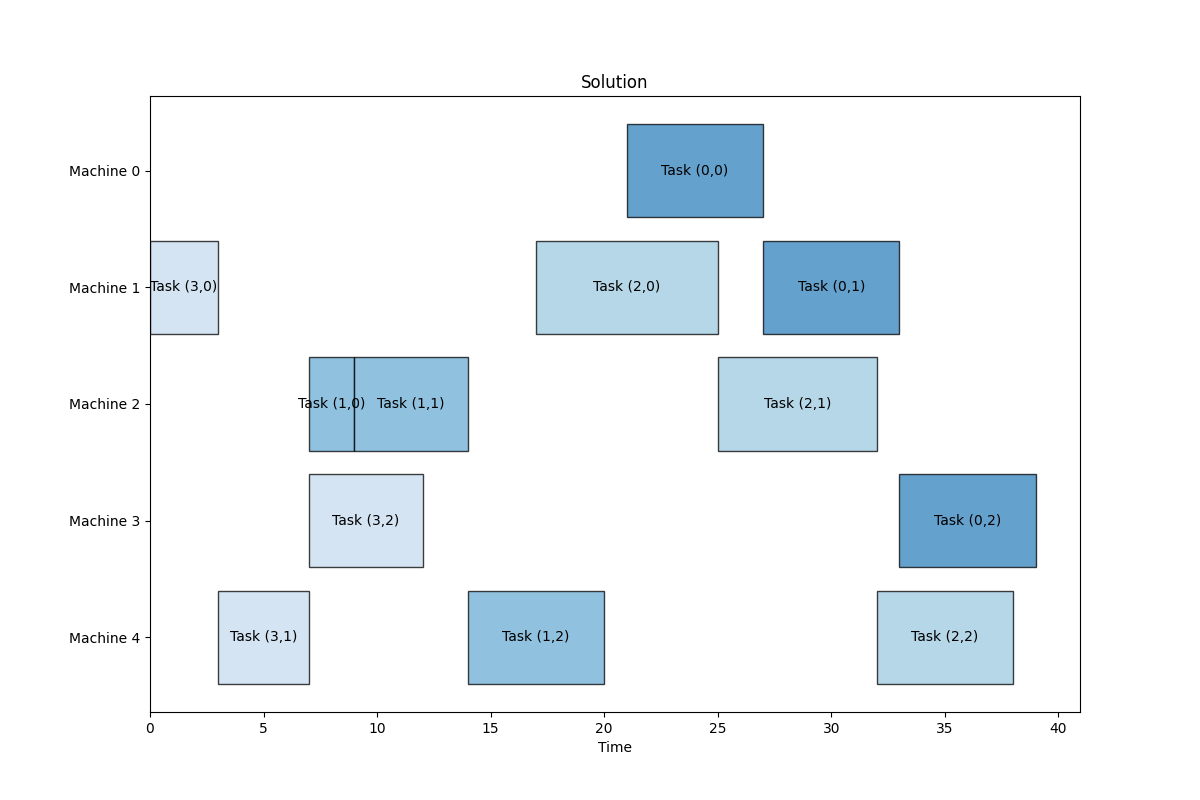 Solution
Machine 0
Task (0,0)
Machine 1
Task (3,0)
Task (2,0)
Task (0,1)
Machine 2
Task (1,0)
Task (1,1)
Task (2,1)
Machine 3
Task (3,2)
Task (0,2)
Machine 4
Task (3,1)
Task (1,2)
Task (2,2)
0 5 10 15 20 25 30 35 40
Time